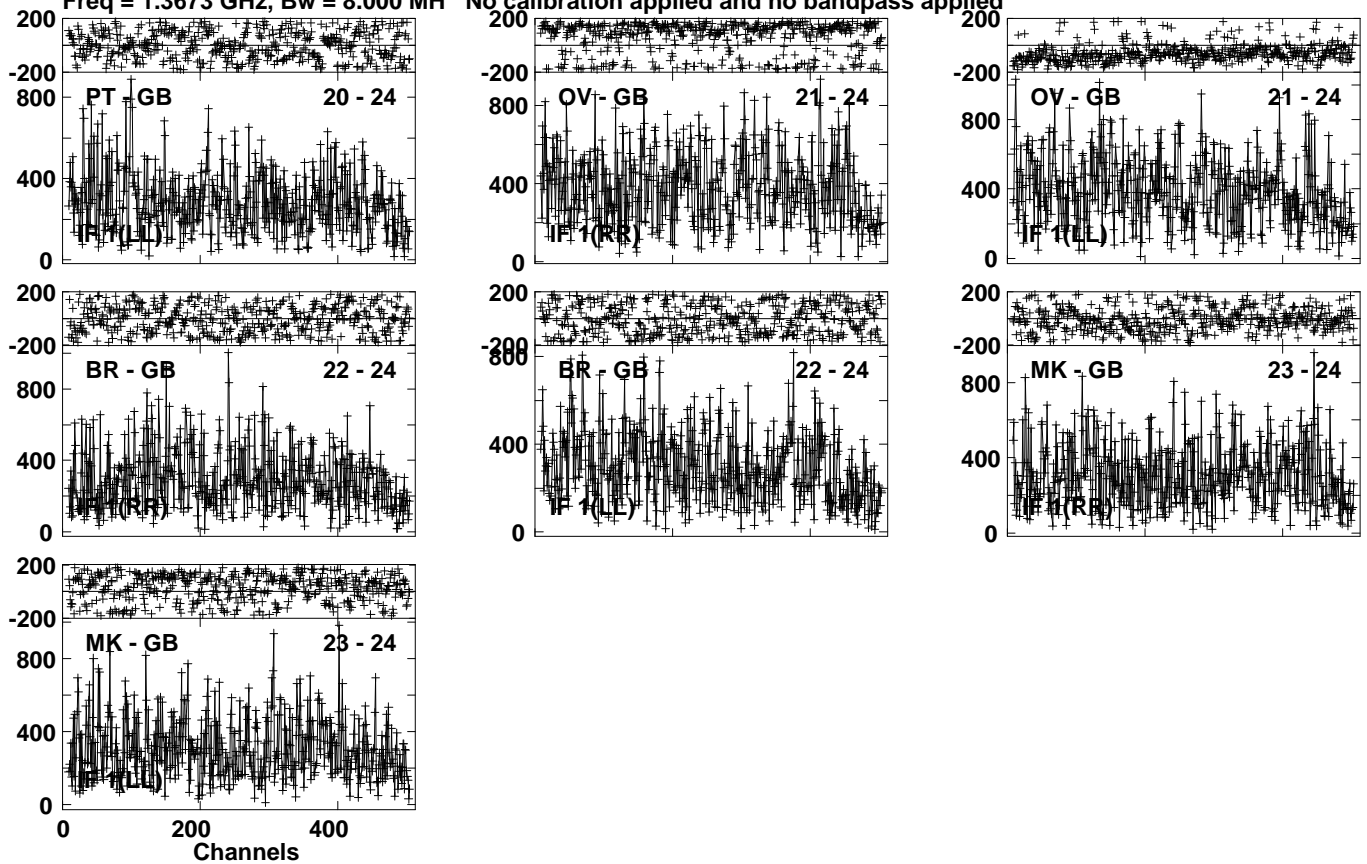 Freq = 1.3673 GHz, Bw = 8.000 MH No calibration applied and no bandpass applied
200
-200
PT - GB 20 - 24
800
400
IF 1(LL)
0
200
-200
OV - GB 21 - 24
800
400
IF 1(RR)
0
200
-200
OV - GB 21 - 24
800
400
IF 1(LL)
0
200
-200
BR - GB 22 - 24
800
400
IF 1(RR)
0
200
-200
800
BR - GB 22 - 24
400
IF 1(LL)
0
200
-200
MK - GB 23 - 24
800
400
IF 1(RR)
0
200
-200
MK - GB 23 - 24
800
400
IF 1(LL)
0
0 200 400
Channels